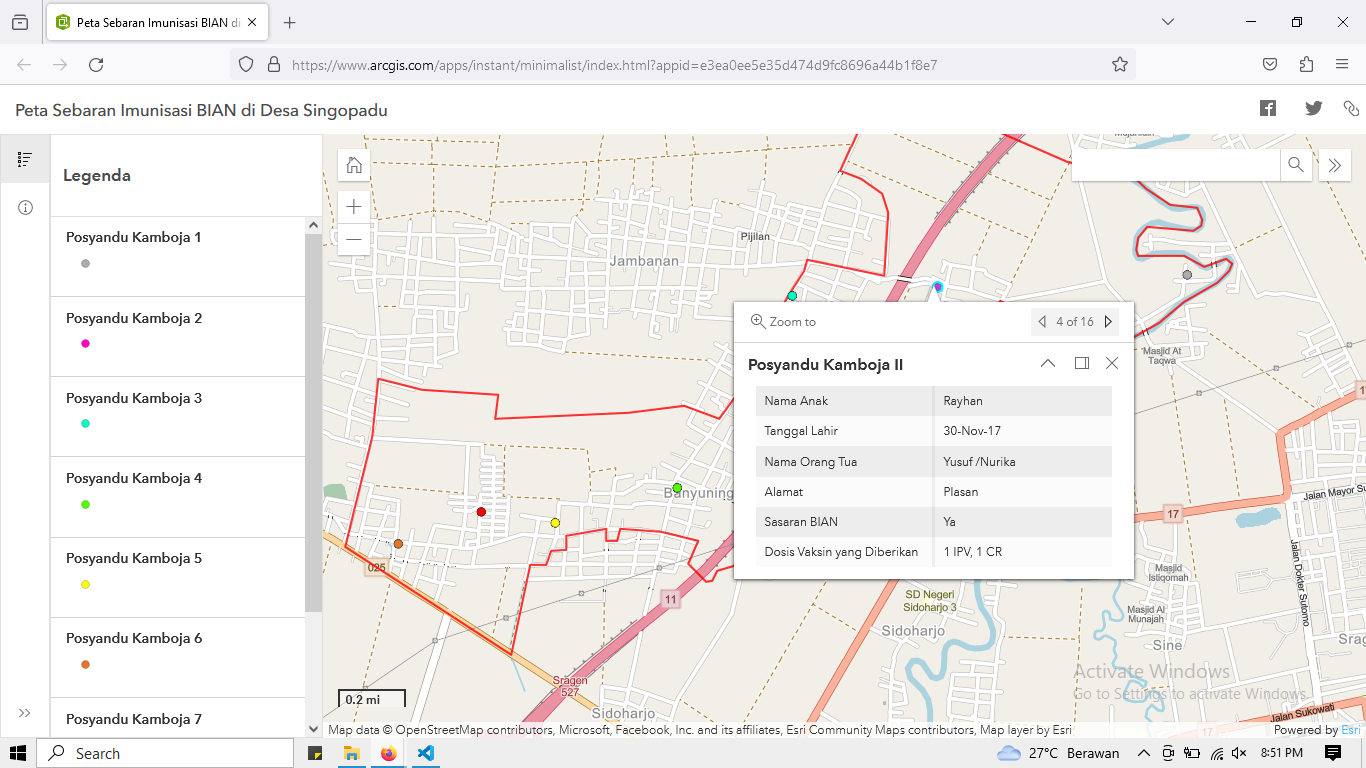 Peta Sebaran Imunisasi BIAN di
https://www.arcgis.com/apps/instant/minimalist/index.html?appid=e3ea0ee5e35d474d9fc8696a44b1f8e7
Peta Sebaran Imunisasi BIAN di Desa Singopadu
Legenda
Posyandu Kamboja 1
Posyandu Kamboja 2
Posyandu Kamboja 3
Posyandu Kamboja 4
Posyandu Kamboja 5
Posyandu Kamboja 6
Posyandu Kamboja 7
Pijilan
Jambanan
Banyuning
025
11
Sragen
527
Sidoharjo
0.2 mi
Zoom to
4 of 16
Posyandu Kamboja II
Nama Anak Rayhan
Tanggal Lahir 30-Nov-17
Nama Orang Tua Yusuf /Nurika
Alamat Plasan
Sasaran BIAN Ya
Dosis Vaksin yang Diberikan 1 IPV, 1 CR
Masjid At
Taqwa
17
Jalan Mayor Su
Jalan Dokter Sutomo
Masjid
Istiqomah
SD Negeri
Sidoharjo 3
Masjid Al
Munajah
Sidoharjo
Sine
Srag
17
Jalan Sukowati
Activate Windows
Go to Settings to activate Windows.
Map data © OpenStreetMap contributors, Microsoft, Facebook, Inc. and its affiliates, Esri Community Maps contributors, Map layer by Esri
Powered by Esri
Search
27°C Berawan
8:51 PM